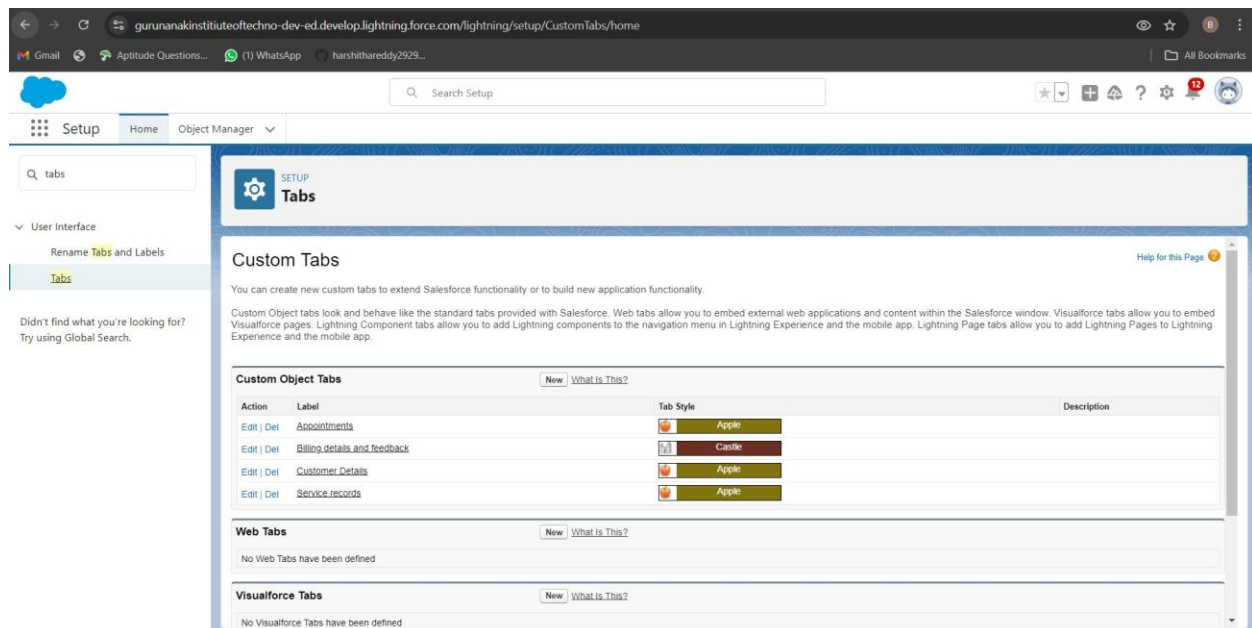 gurunanakinstitiuteoftechno-dev-ed.develop.lightning.force.com/lightning/setup/CustomTabs/home
B
Gmail Aptitude Questions... (1) WhatsApp harshithareddy2929... All Bookmarks
Search Setup
12
Setup Home Object Manager
tabs
SETUP
Tabs
User Interface
Rename Tabs and Labels
Tabs
Didn't find what you're looking for?
Try using Global Search.
Custom Tabs
Help for this Page
You can create new custom tabs to extend Salesforce functionality or to build new application functionality.
Custom Object tabs look and behave like the standard tabs provided with Salesforce. Web tabs allow you to embed external web applications and content within the Salesforce window. Visualforce tabs allow you to embed
Visualforce pages. Lightning Component tabs allow you to add Lightning components to the navigation menu in Lightning Experience and the mobile app. Lightning Page tabs allow you to add Lightning Pages to Lightning
Experience and the mobile app.
Custom Object Tabs New What Is This?
Action Label Tab Style Description
Edit | Del Appointments Apple
Edit | Del Billing details and feedback Castle
Edit | Del Customer Details Apple
Edit | Del Service records Apple
Web Tabs New What Is This?
No Web Tabs have been defined
Visualforce Tabs New What Is This?
No Visualforce Tabs have been defined